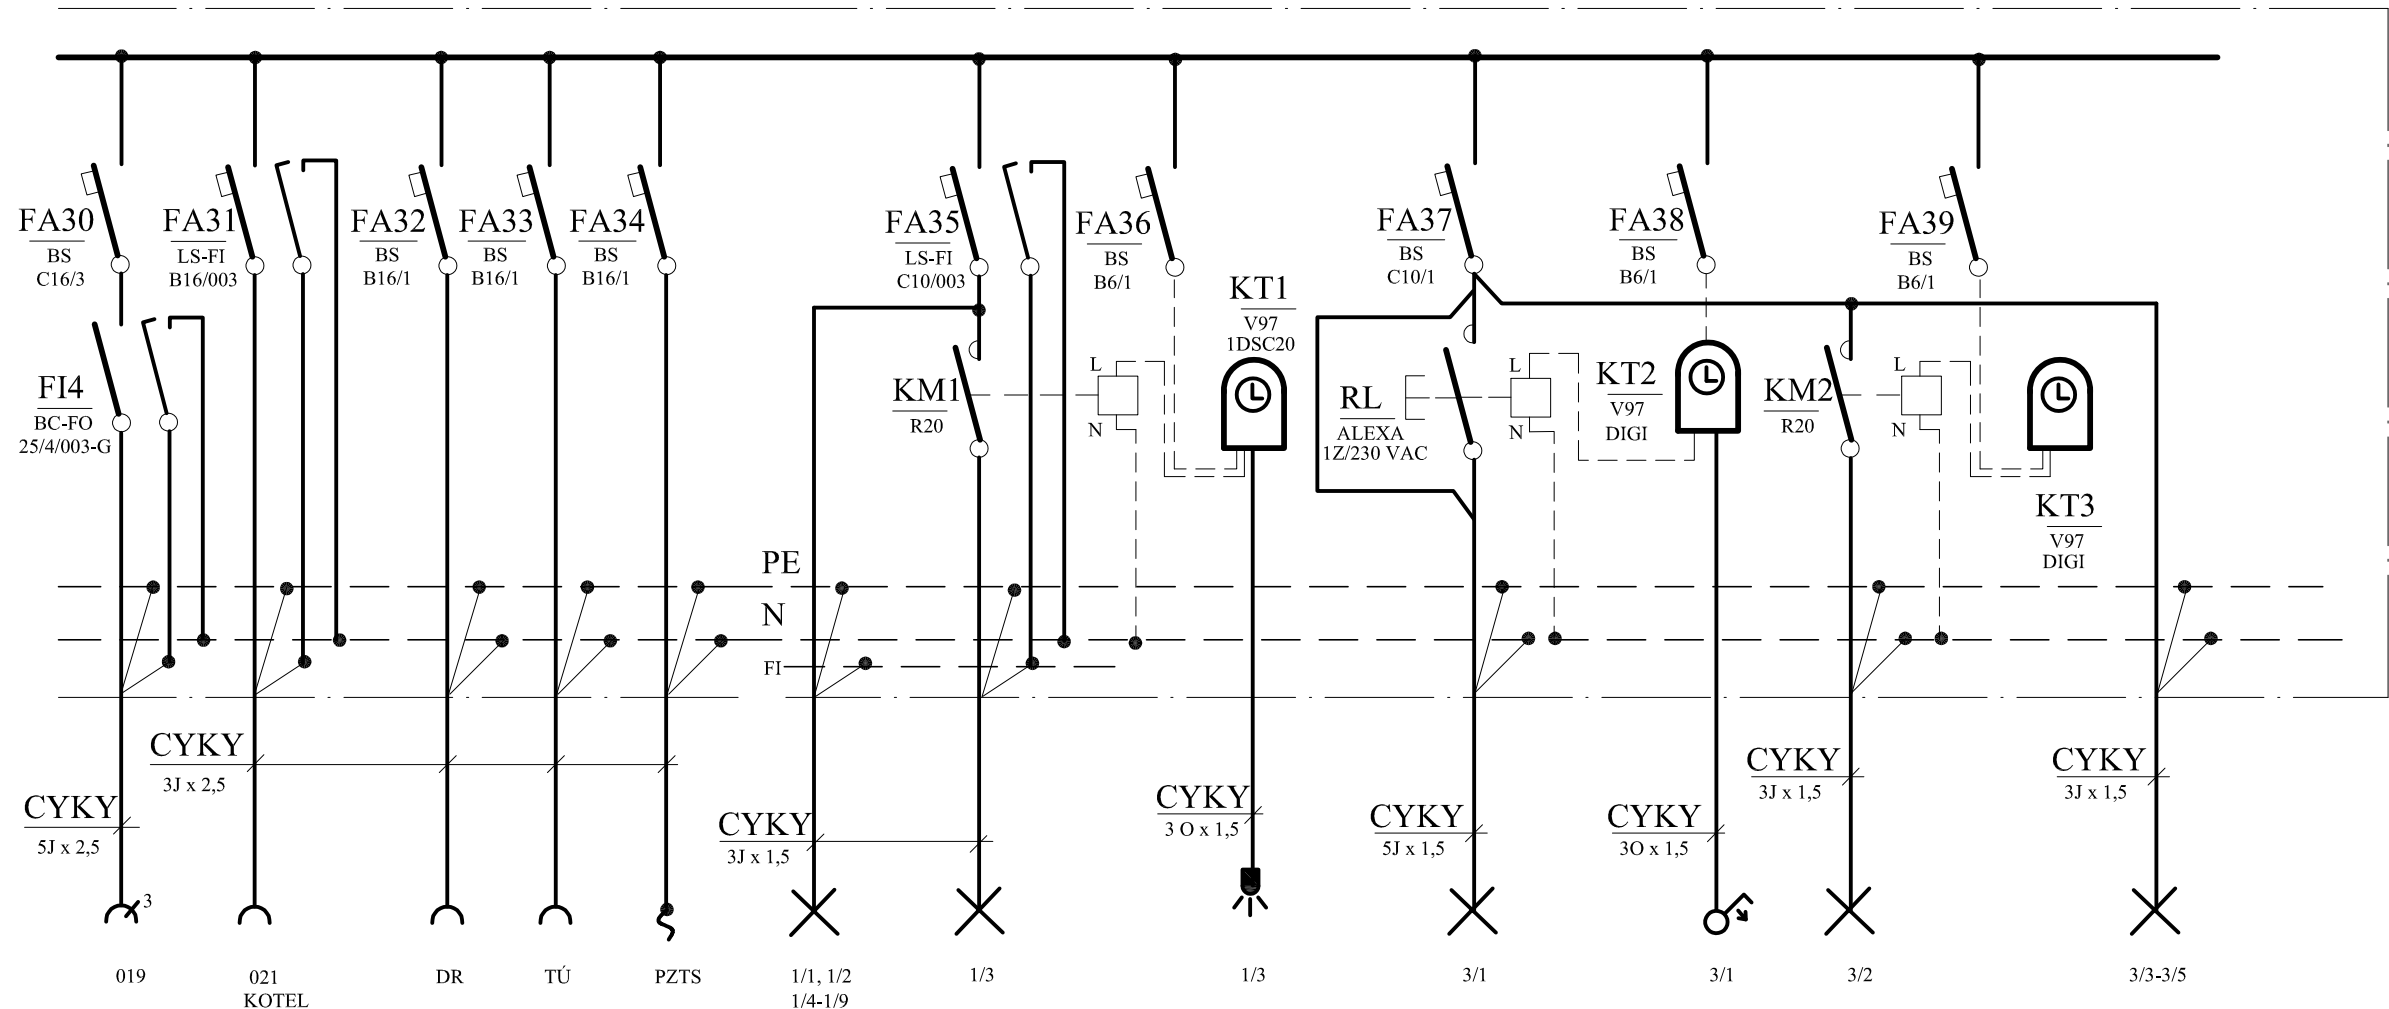 FA30
BS
C16/3
FA31
LS-FI
B16/003
FA32
BS
B16/1
FA33
BS
B16/1
FA34
BS
B16/1
FA35
LS-FI
C10/003
FA36
BS
B6/1
FA37
BS
C10/1
FA38
BS
B6/1
FA39
BS
B6/1
FI4
BC-FO
25/4/003-G
KM1
R20
L
N
KT1
V97
1DSC20
RL
ALEXA
1Z/230 VAC
L
N
KT2
V97
DIGI
KM2
R20
L
N
KT3
V97
DIGI
PE
N
FI
CYKY
5J x 2,5
CYKY
3J x 2,5
CYKY
3J x 1,5
CYKY
3 O x 1,5
CYKY
5J x 1,5
CYKY
3O x 1,5
CYKY
3J x 1,5
CYKY
3J x 1,5
3
019
021
KOTEL
DR
TÚ
PZTS
1/1, 1/2
1/4-1/9
1/3
1/3
3/1
3/1
3/2
3/3-3/5